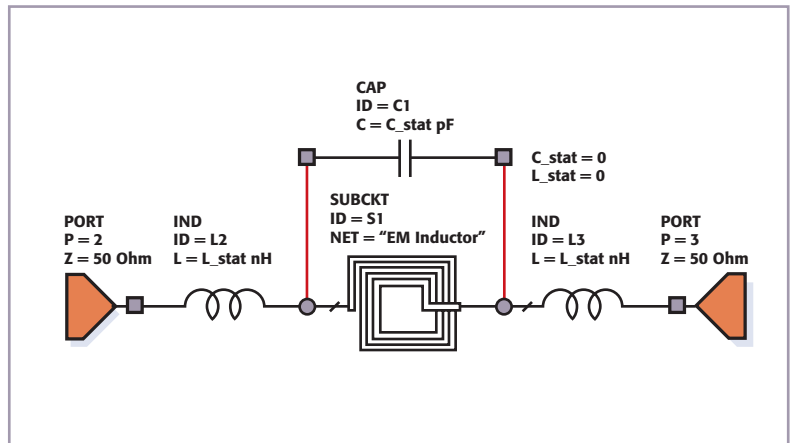 CAP
ID = C1
C = C_stat pF
C_stat = 0
L_stat = 0
SUBCKT
ID = S1
NET = “EM Inductor”
PORT
P = 2
Z = 50 Ohm
IND
ID = L2
L = L_stat nH
IND
ID = L3
L = L_stat nH
PORT
P = 3
Z = 50 Ohm